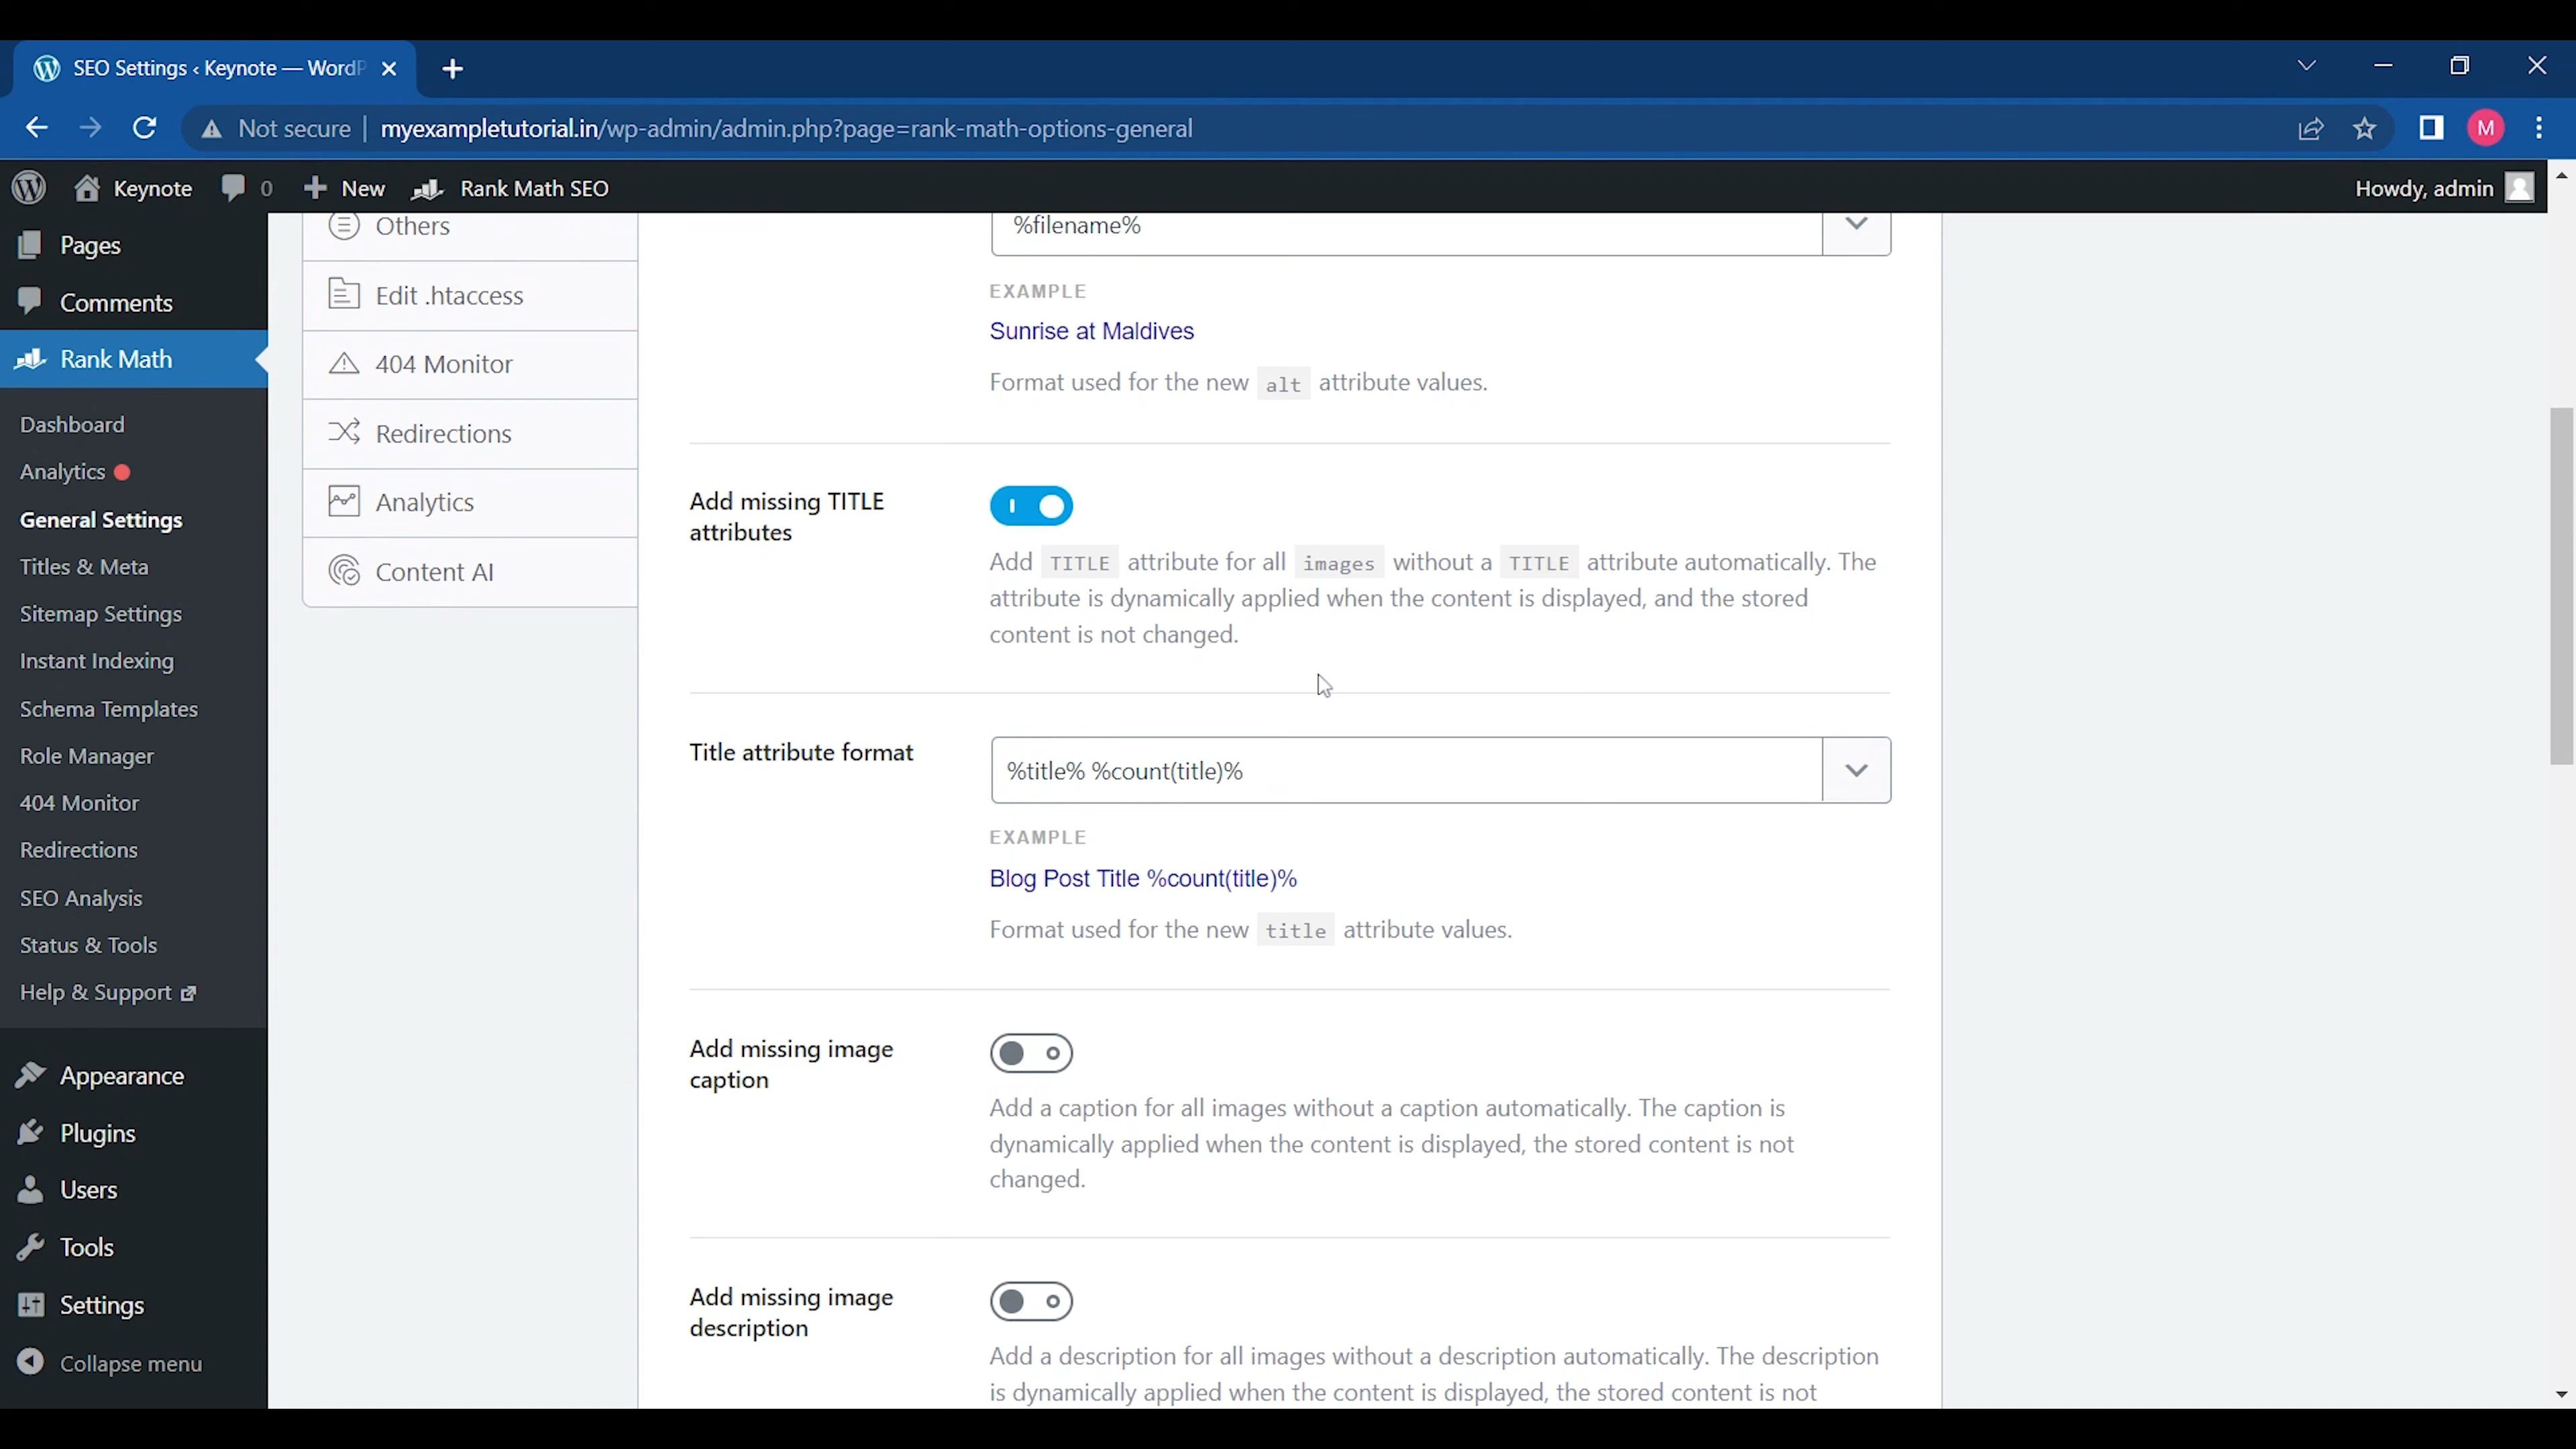 SEO Settings ‹ Keynote — WordP
Not secure | myexampletutorial.in/wp-admin/admin.php?page=rank-math-options-general
M
Keynote
0
New
Rank Math SEO
Howdy, admin
Pages
Comments
Rank Math
Dashboard
Analytics
General Settings
Titles & Meta
Sitemap Settings
Instant Indexing
Schema Templates
Role Manager
404 Monitor
Redirections
SEO Analysis
Status & Tools
Help & Support
Appearance
Plugins
Users
Tools
Settings
Collapse menu
Others
Edit .htaccess
404 Monitor
Redirections
Analytics
Content AI
%filename%
EXAMPLE
Sunrise at Maldives
Format used for the new alt attribute values.
Add missing TITLE
attributes
Add TITLE attribute for all images without a TITLE attribute automatically. The
attribute is dynamically applied when the content is displayed, and the stored
content is not changed.
Title attribute format
%title% %count(title)%
EXAMPLE
Blog Post Title %count(title)%
Format used for the new title attribute values.
Add missing image
caption
Add a caption for all images without a caption automatically. The caption is
dynamically applied when the content is displayed, the stored content is not
changed.
Add missing image
description
Add a description for all images without a description automatically. The description
is dynamically applied when the content is displayed, the stored content is not